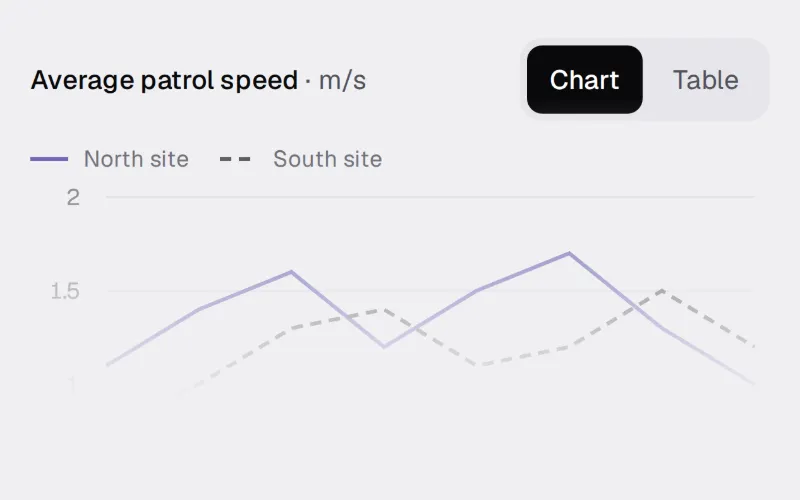 Average patrol speed · m/s
Chart
Table
North site
South site
2
1.5
1